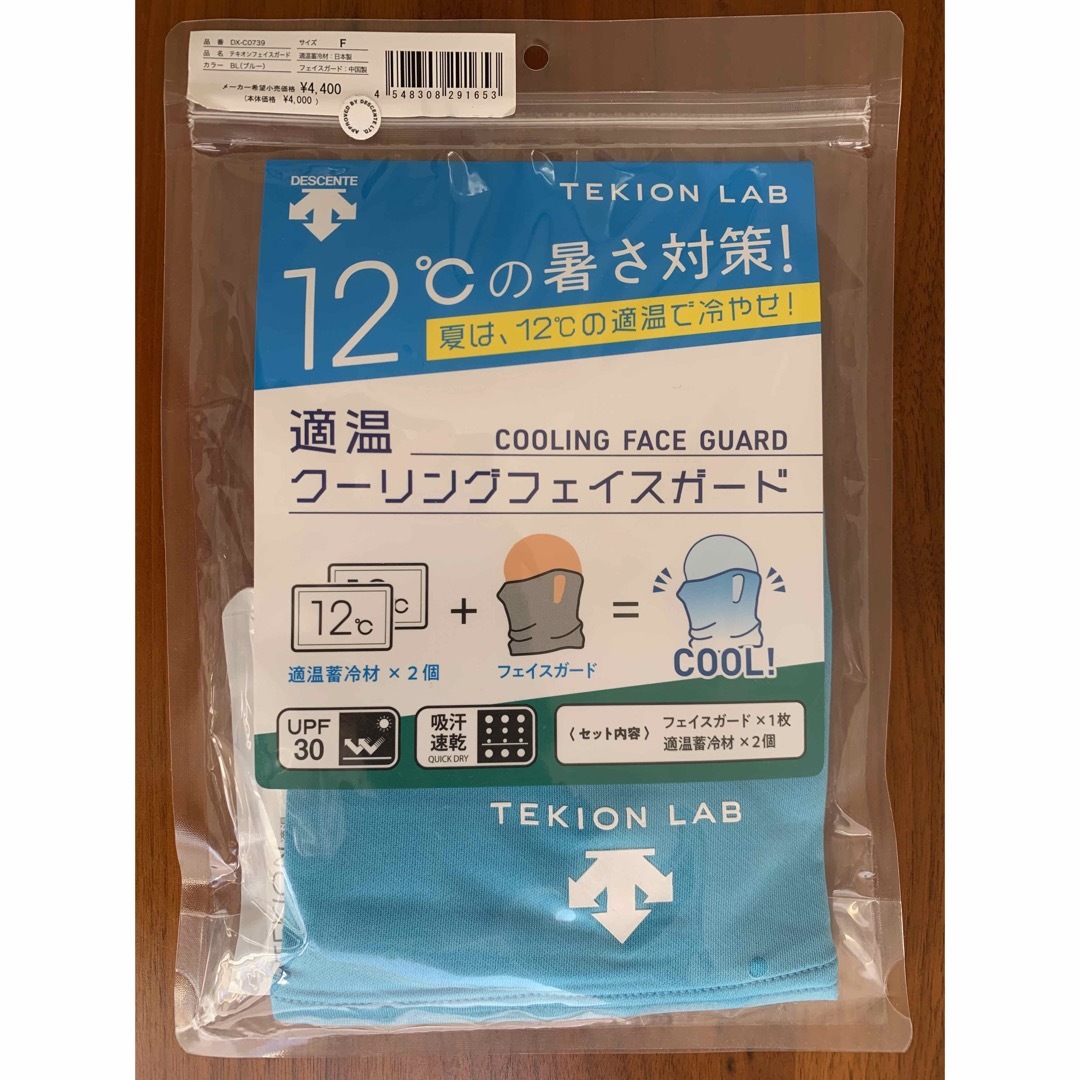 品番 DX-C0739 サイズ F
品名 テキオンフェイスガード 適温蓄冷材：日本製
カラー BL(ブルー) フェイスガード：中国製
メーカー希望小売価格 ¥4,400
(本体価格 ¥4,000)
4 548308 291653
APPROVED BY DESCENTE LTD.
DESCENTE
TEKION LAB
12℃の暑さ対策!
夏は、12℃の適温で冷やせ!
適温
COOLING FACE GUARD
クーリングフェイスガード
12℃
+
=
適温蓄冷材×2個
フェイスガード
COOL!
UPF
30
吸汗
速乾
QUICK DRY
〈セット内容〉
フェイスガード×1枚
適温蓄冷材×2個
TEKION LAB